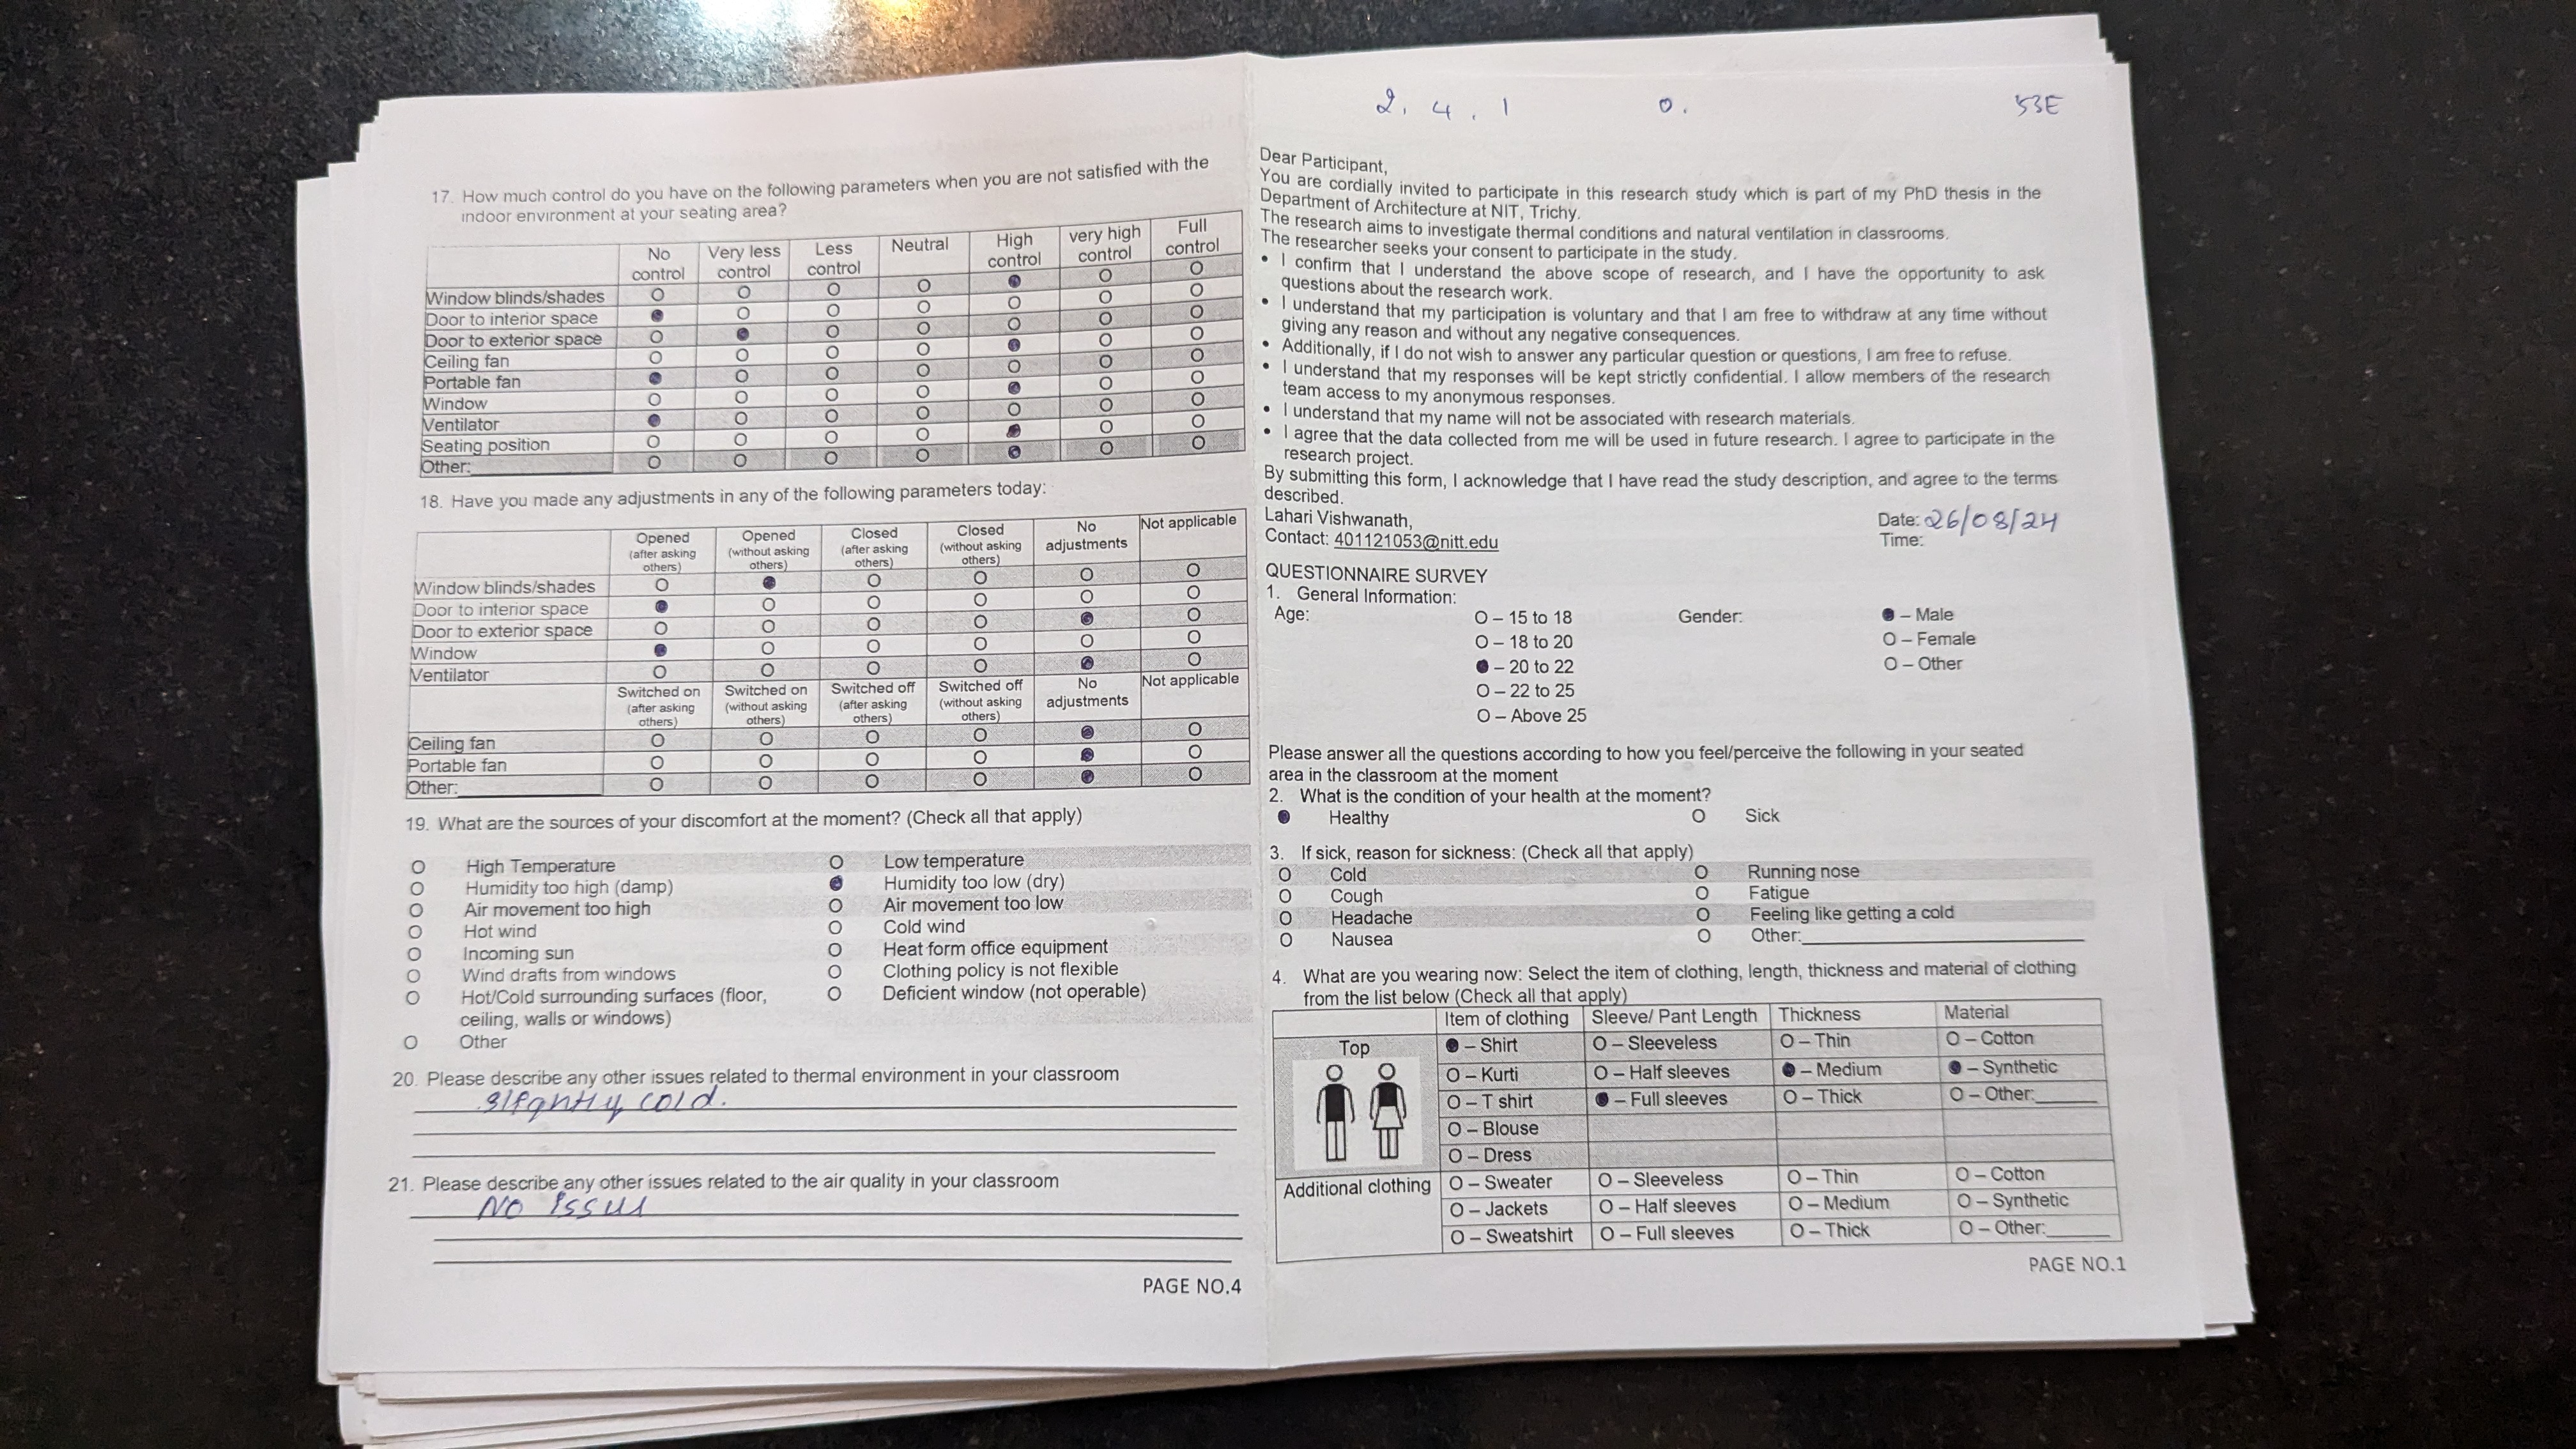 17. How much control do you have on the following parameters when you are not satisfied with the
indoor environment at your seating area?
No control Very less control Less control Neutral High control very high control Full control
Window blinds/shades O O O O ● O O
Door to interior space ● O O O O O O
Door to exterior space O ● O O O O O
Ceiling fan O O O O ● O O
Portable fan ● O O O O O O
Window O O O O ● O O
Ventilator ● O O O O O O
Seating position O O O O ● O O
Other:________ O O O O ● O O
18. Have you made any adjustments in any of the following parameters today:
Opened (after asking others) Opened (without asking others) Closed (after asking others) Closed (without asking others) No adjustments Not applicable
Window blinds/shades O ● O O O O
Door to interior space ● O O O O O
Door to exterior space O O O O ● O
Window ● O O O O O
Ventilator O O O O ● O
Switched on (after asking others) Switched on (without asking others) Switched off (after asking others) Switched off (without asking others) No adjustments Not applicable
Ceiling fan O O O O ● O
Portable fan O O O O ● O
Other:________ O O O O ● O
19. What are the sources of your discomfort at the moment? (Check all that apply)
O High Temperature O Low temperature
O Humidity too high (damp) ● Humidity too low (dry)
O Air movement too high O Air movement too low
O Hot wind O Cold wind
O Incoming sun O Heat form office equipment
O Wind drafts from windows O Clothing policy is not flexible
O Hot/Cold surrounding surfaces (floor, O Deficient window (not operable)
ceiling, walls or windows)
O Other
20. Please describe any other issues related to thermal environment in your classroom
slightly cold.
21. Please describe any other issues related to the air quality in your classroom
No issue
PAGE NO.4
2. 4. 1 0. 53E
Dear Participant,
You are cordially invited to participate in this research study which is part of my PhD thesis in the
Department of Architecture at NIT, Trichy.
The research aims to investigate thermal conditions and natural ventilation in classrooms.
The researcher seeks your consent to participate in the study.
• I confirm that I understand the above scope of research, and I have the opportunity to ask
questions about the research work.
• I understand that my participation is voluntary and that I am free to withdraw at any time without
giving any reason and without any negative consequences.
• Additionally, if I do not wish to answer any particular question or questions, I am free to refuse.
• I understand that my responses will be kept strictly confidential. I allow members of the research
team access to my anonymous responses.
• I understand that my name will not be associated with research materials.
• I agree that the data collected from me will be used in future research. I agree to participate in the
research project.
By submitting this form, I acknowledge that I have read the study description, and agree to the terms
described.
Lahari Vishwanath, Date: 26/08/24
Contact: 401121053@nitt.edu Time:
QUESTIONNAIRE SURVEY
1. General Information:
Age: O – 15 to 18 Gender: ● – Male
O – 18 to 20 O – Female
● – 20 to 22 O – Other
O – 22 to 25
O – Above 25
Please answer all the questions according to how you feel/perceive the following in your seated
area in the classroom at the moment
2. What is the condition of your health at the moment?
● Healthy O Sick
3. If sick, reason for sickness: (Check all that apply)
O Cold O Running nose
O Cough O Fatigue
O Headache O Feeling like getting a cold
O Nausea O Other:________
4. What are you wearing now: Select the item of clothing, length, thickness and material of clothing
from the list below (Check all that apply)
Item of clothing Sleeve/ Pant Length Thickness Material
Top ● – Shirt O – Sleeveless O – Thin O – Cotton
O – Kurti O – Half sleeves ● – Medium ● – Synthetic
O – T shirt ● – Full sleeves O – Thick O – Other:______
O – Blouse
O – Dress
Additional clothing O – Sweater O – Sleeveless O – Thin O – Cotton
O – Jackets O – Half sleeves O – Medium O – Synthetic
O – Sweatshirt O – Full sleeves O – Thick O – Other:______
PAGE NO.1